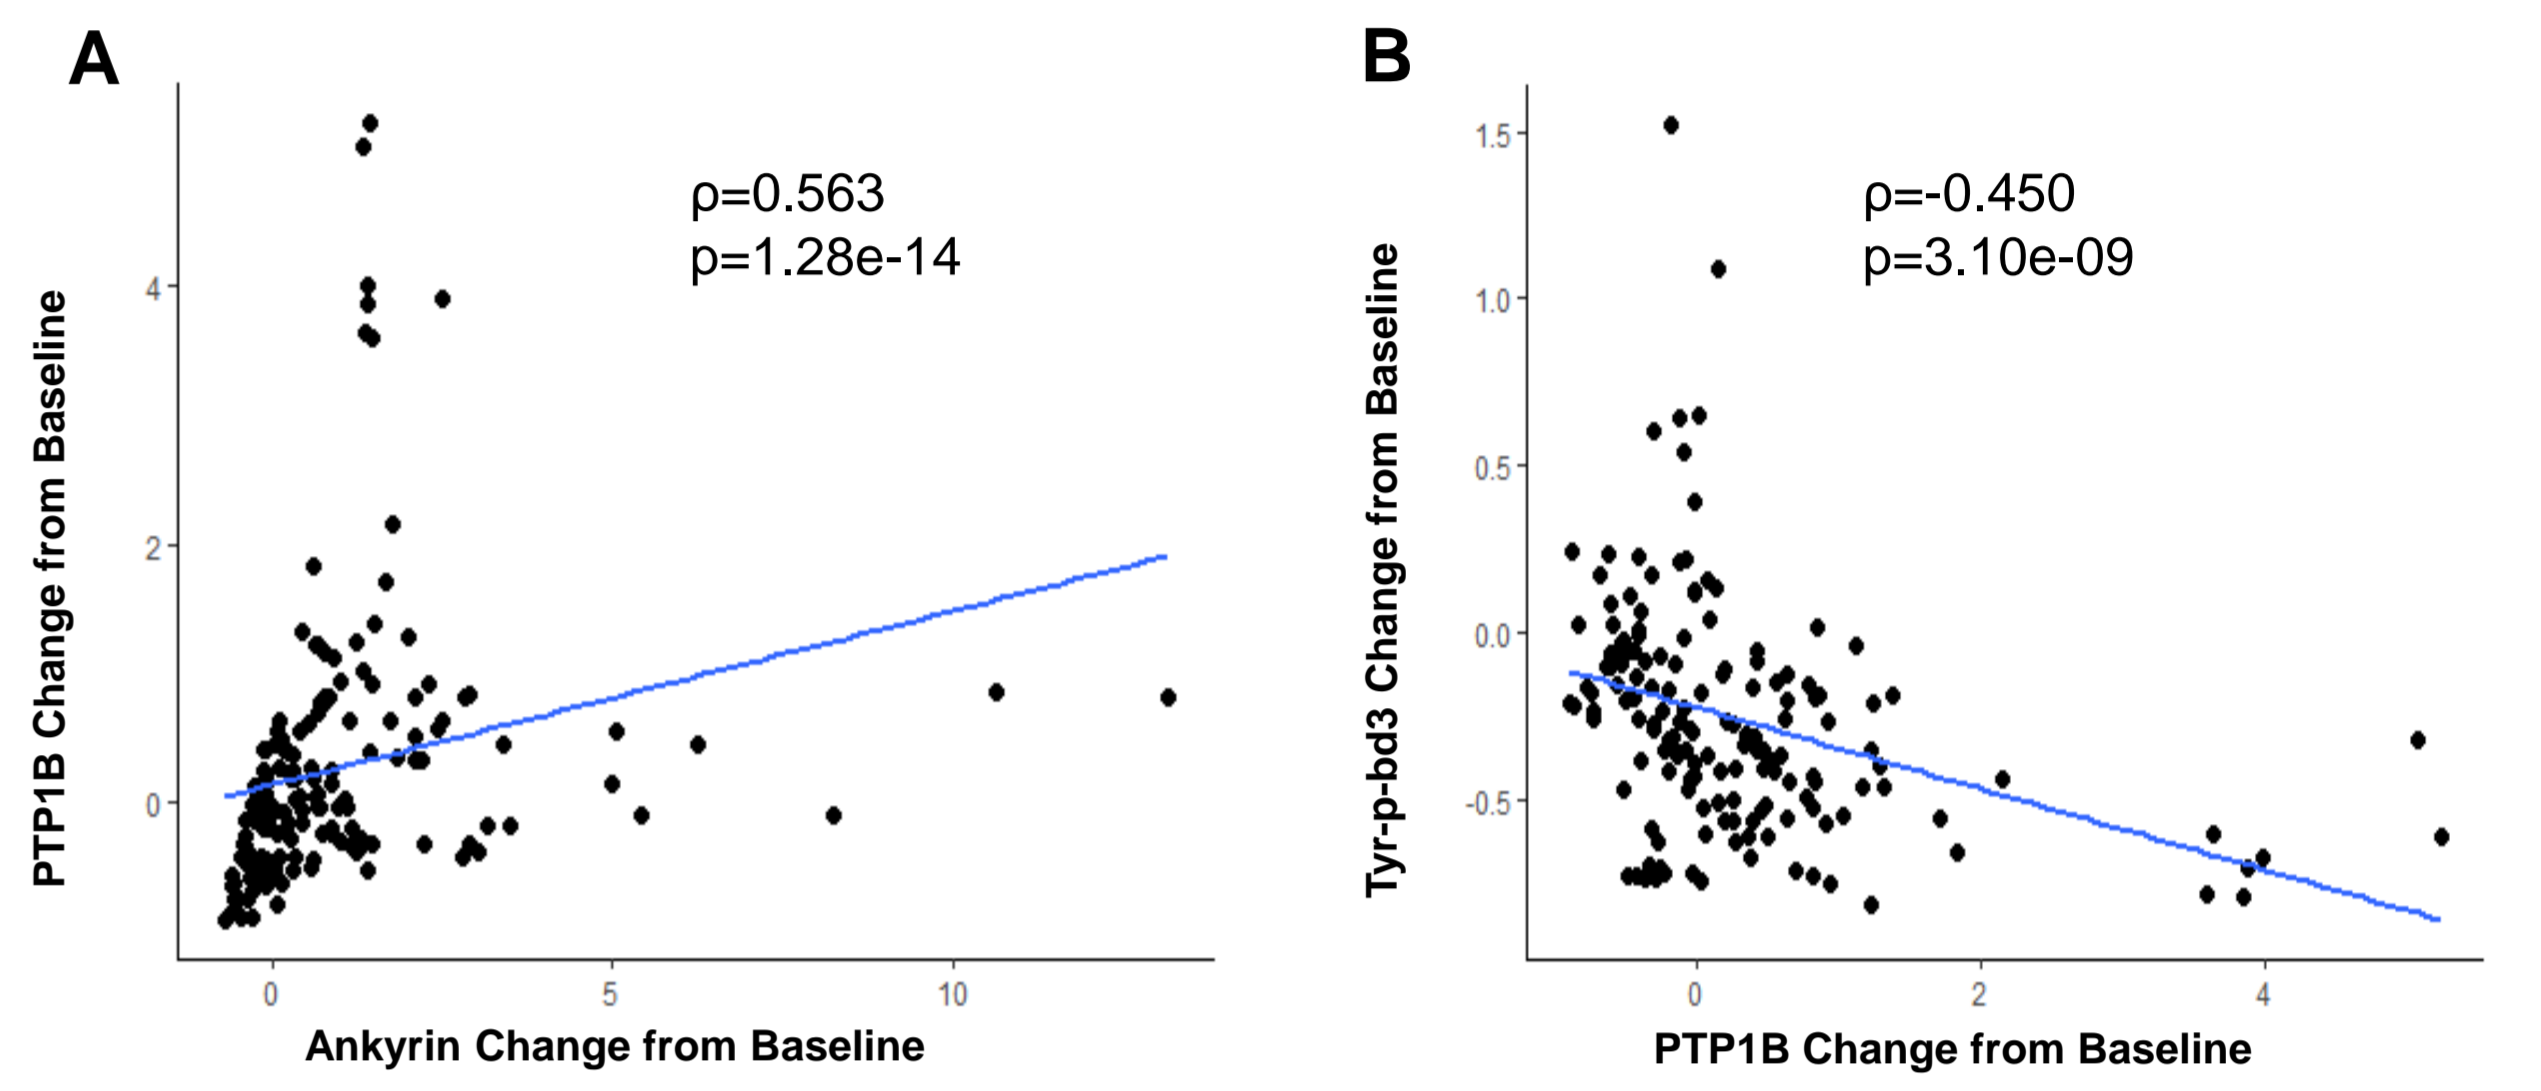 A
ρ=0.563
p=1.28e-14
PTP1B Change from Baseline
4
2
0
0 5 10
Ankyrin Change from Baseline
B
ρ=-0.450
p=3.10e-09
Tyr-p-bd3 Change from Baseline
1.5
1.0
0.5
0.0
-0.5
0 2 4
PTP1B Change from Baseline